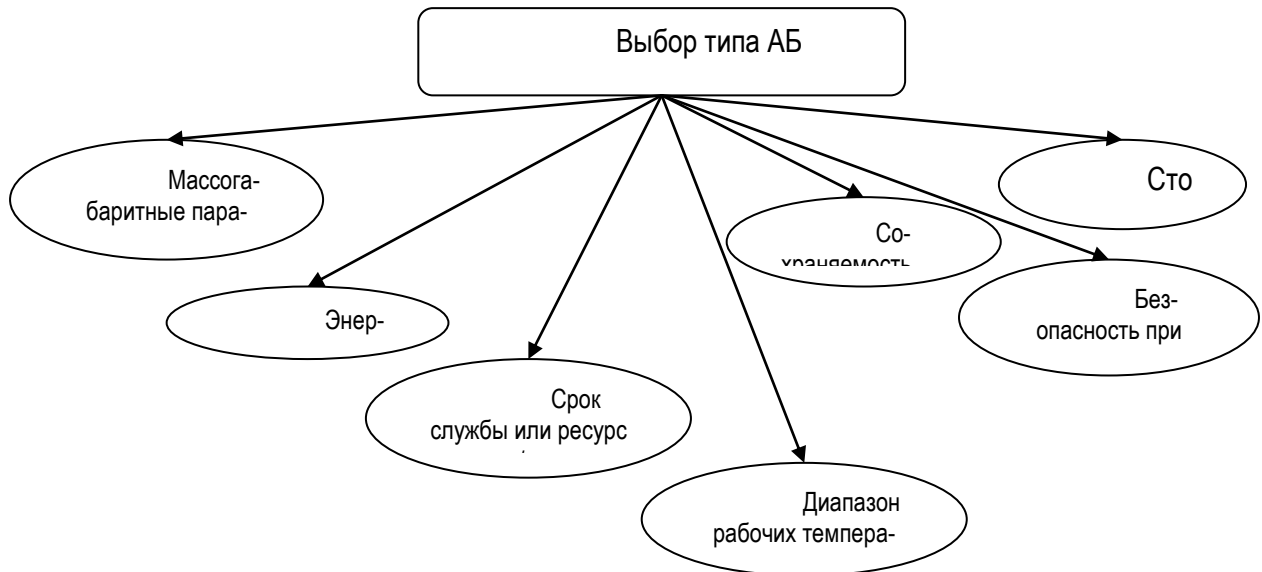 Выбор типа АБ
Массога-
баритные пара-
Сто
Со-
храняемость
Энер-
Без-
опасность при
Срок
службы или ресурс
Диапазон
рабочих темпера-